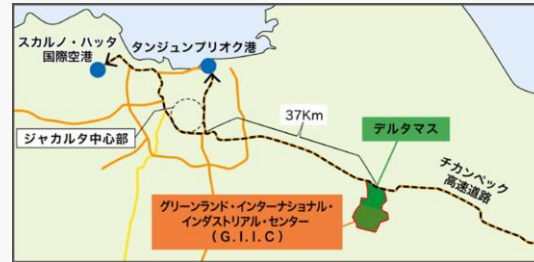 スカルノ・ハッタ
国際空港
タンジュンプリオク港
ジャカルタ中心部
37Km
デルタマス
チカンペック
高速道路
グリーンランド・インターナショナル・
インダストリアル・センター
(G.I.I.C)